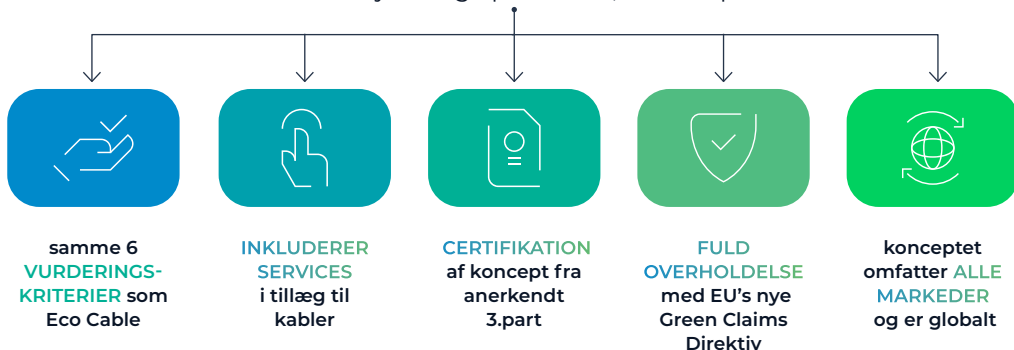 samme 6
VURDERINGS-
KRITERIER som
Eco Cable
INKLUDERER
SERVICES
i tillæg til
kabler
CERTIFIKATION
af koncept fra
anerkendt
3.part
FULD
OVERHOLDELSE
med EU's nye
Green Claims
Direktiv
konceptet
omfatter ALLE
MARKEDER
og er globalt